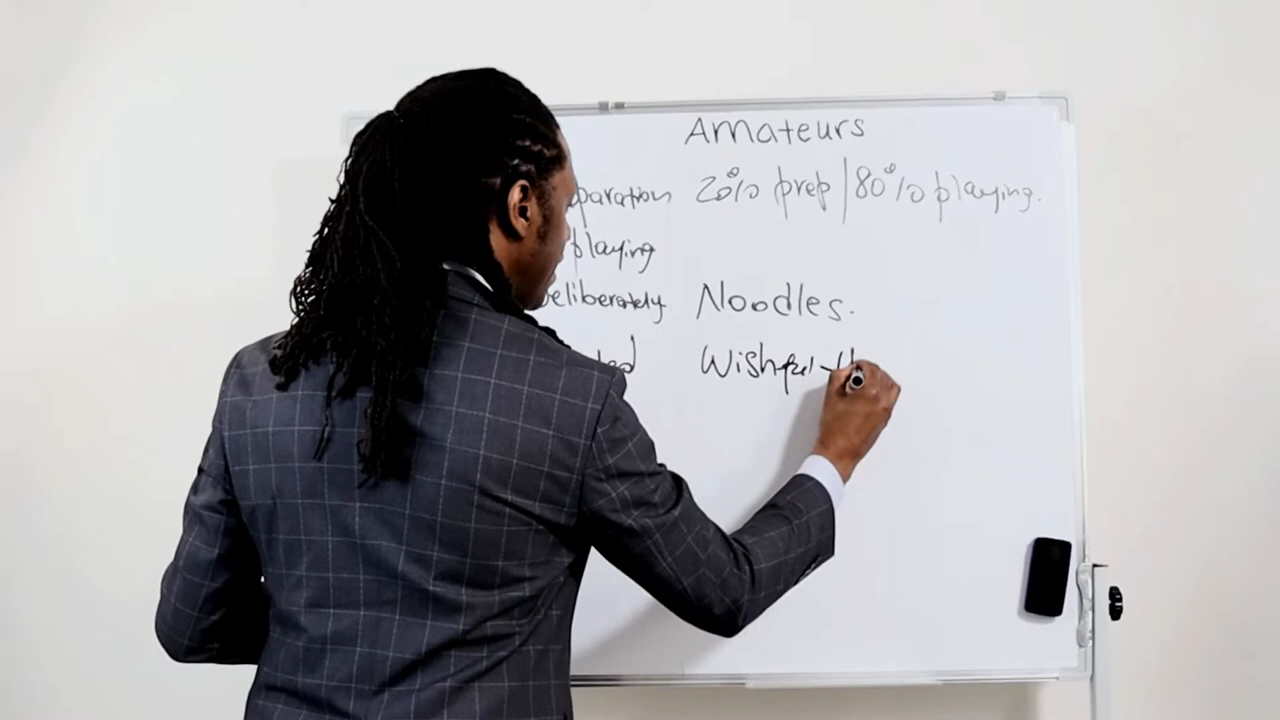 Amateurs
paration 20% prep | 80% playing.
playing
eliberately Noodles.
Wishful